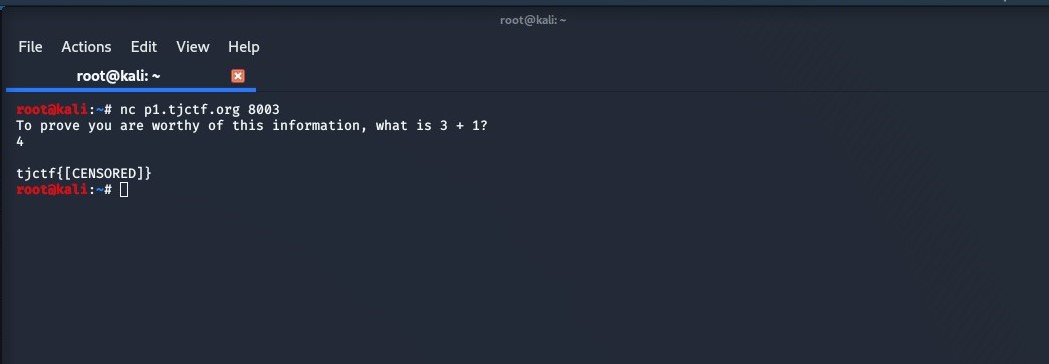 root@kali: ~
File Actions Edit View Help
root@kali: ~
root@kali:~# nc p1.tjctf.org 8003
To prove you are worthy of this information, what is 3 + 1?
4
tjctf{[CENSORED]}
root@kali:~#